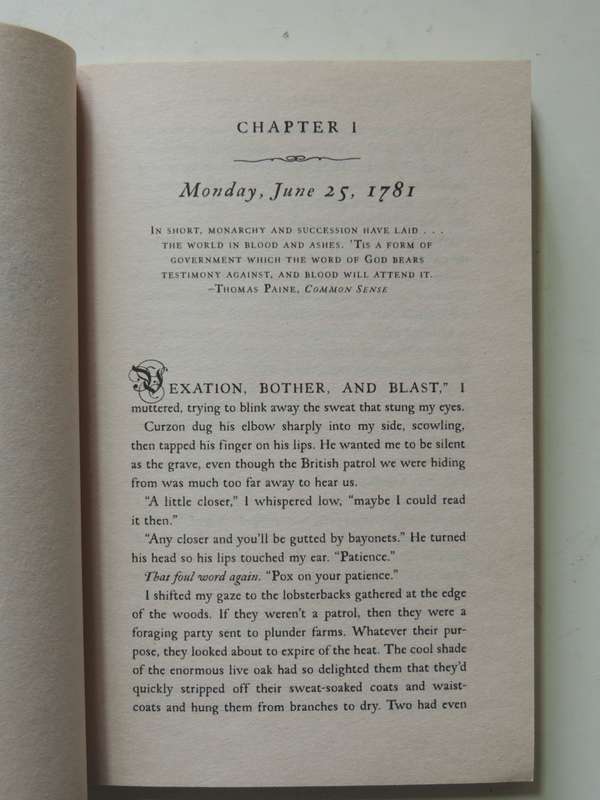 CHAPTER 1
Monday, June 25, 1781
IN SHORT, MONARCHY AND SUCCESSION HAVE LAID . . .
THE WORLD IN BLOOD AND ASHES. 'TIS A FORM OF
GOVERNMENT WHICH THE WORD OF GOD BEARS
TESTIMONY AGAINST, AND BLOOD WILL ATTEND IT.
–THOMAS PAINE, COMMON SENSE
VEXATION, BOTHER, AND BLAST,” I
muttered, trying to blink away the sweat that stung my eyes.
Curzon dug his elbow sharply into my side, scowling,
then tapped his finger on his lips. He wanted me to be silent
as the grave, even though the British patrol we were hiding
from was much too far away to hear us.
“A little closer,” I whispered low, “maybe I could read
it then.”
“Any closer and you’ll be gutted by bayonets.” He turned
his head so his lips touched my ear. “Patience.”
That foul word again. “Pox on your patience.”
I shifted my gaze to the lobsterbacks gathered at the edge
of the woods. If they weren’t a patrol, then they were a
foraging party sent to plunder farms. Whatever their pur-
pose, they looked about to expire of the heat. The cool shade
of the enormous live oak had so delighted them that they’d
quickly stripped off their sweat-soaked coats and waist-
coats and hung them from branches to dry. Two had even